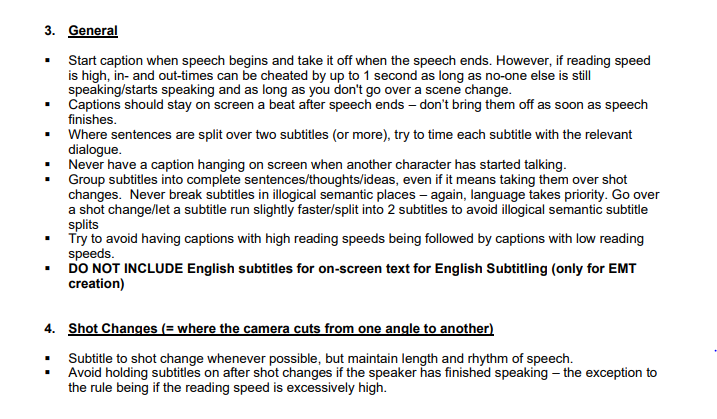 3. General
▪ Start caption when speech begins and take it off when the speech ends. However, if reading speed
is high, in- and out-times can be cheated by up to 1 second as long as no-one else is still
speaking/starts speaking and as long as you don't go over a scene change.
▪ Captions should stay on screen a beat after speech ends – don't bring them off as soon as speech
finishes.
▪ Where sentences are split over two subtitles (or more), try to time each subtitle with the relevant
dialogue.
▪ Never have a caption hanging on screen when another character has started talking.
▪ Group subtitles into complete sentences/thoughts/ideas, even if it means taking them over shot
changes. Never break subtitles in illogical semantic places – again, language takes priority. Go over
a shot change/let a subtitle run slightly faster/split into 2 subtitles to avoid illogical semantic subtitle
splits
▪ Try to avoid having captions with high reading speeds being followed by captions with low reading
speeds.
▪ DO NOT INCLUDE English subtitles for on-screen text for English Subtitling (only for EMT
creation)
4. Shot Changes (= where the camera cuts from one angle to another)
▪ Subtitle to shot change whenever possible, but maintain length and rhythm of speech.
▪ Avoid holding subtitles on after shot changes if the speaker has finished speaking – the exception to
the rule being if the reading speed is excessively high.